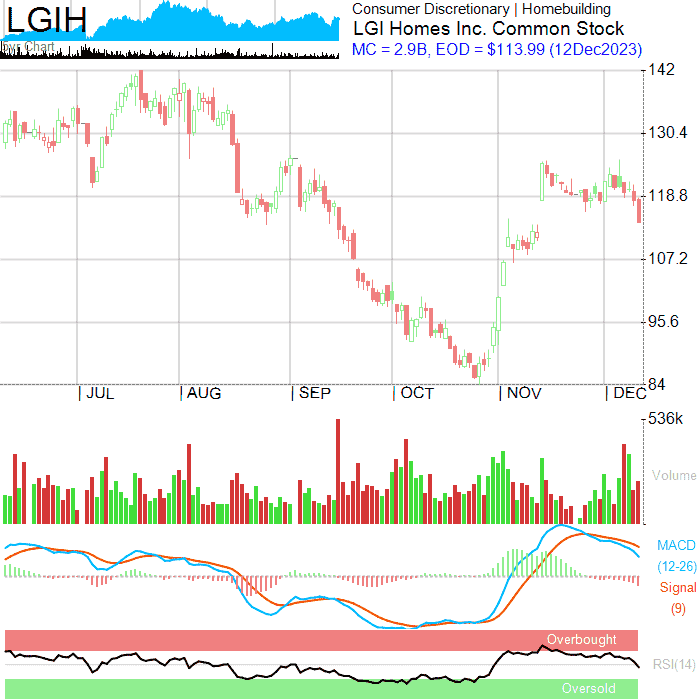 LGIH
Consumer Discretionary | Homebuilding
LGI Homes Inc. Common Stock
MC = 2.9B, EOD = $113.99 (12Dec2023)
Chart
142
130.4
118.8
107.2
95.6
84
JUL
AUG
SEP
OCT
NOV
DEC
536k
Volume
MACD
(12-26)
Signal
(9)
Overbought
RSI(14)
Oversold